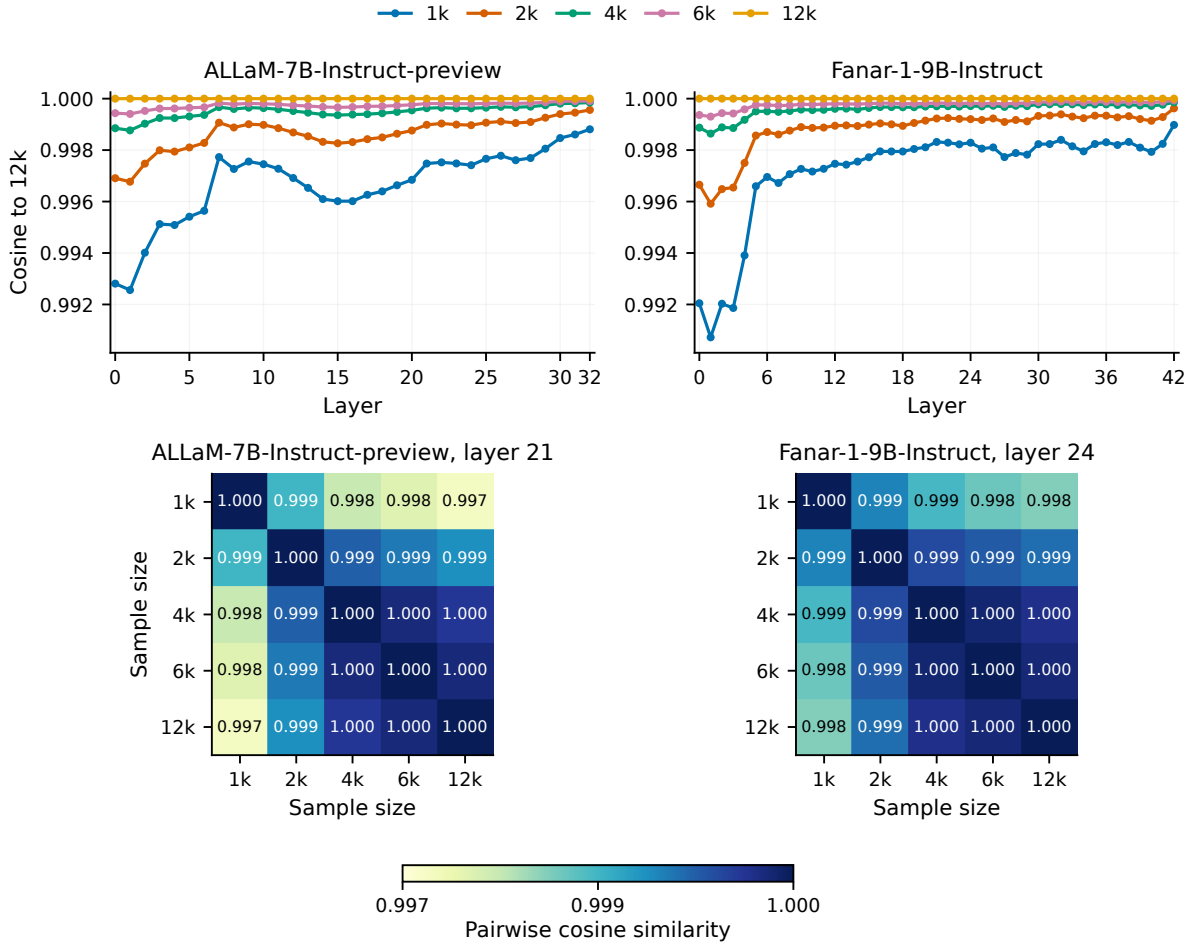 1k 2k 4k 6k 12k
ALLaM-7B-Instruct-preview
Cosine to 12k
1.000
0.998
0.996
0.994
0.992
0 5 10 15 20 25 30 32
Layer
Fanar-1-9B-Instruct
1.000
0.998
0.996
0.994
0.992
0 6 12 18 24 30 36 42
Layer
ALLaM-7B-Instruct-preview, layer 21
Sample size
1k 1.000 0.999 0.998 0.998 0.997
2k 0.999 1.000 0.999 0.999 0.999
4k 0.998 0.999 1.000 1.000 1.000
6k 0.998 0.999 1.000 1.000 1.000
12k 0.997 0.999 1.000 1.000 1.000
1k 2k 4k 6k 12k
Sample size
Fanar-1-9B-Instruct, layer 24
1k 1.000 0.999 0.999 0.998 0.998
2k 0.999 1.000 0.999 0.999 0.999
4k 0.999 0.999 1.000 1.000 1.000
6k 0.998 0.999 1.000 1.000 1.000
12k 0.998 0.999 1.000 1.000 1.000
1k 2k 4k 6k 12k
Sample size
0.997 0.999 1.000
Pairwise cosine similarity